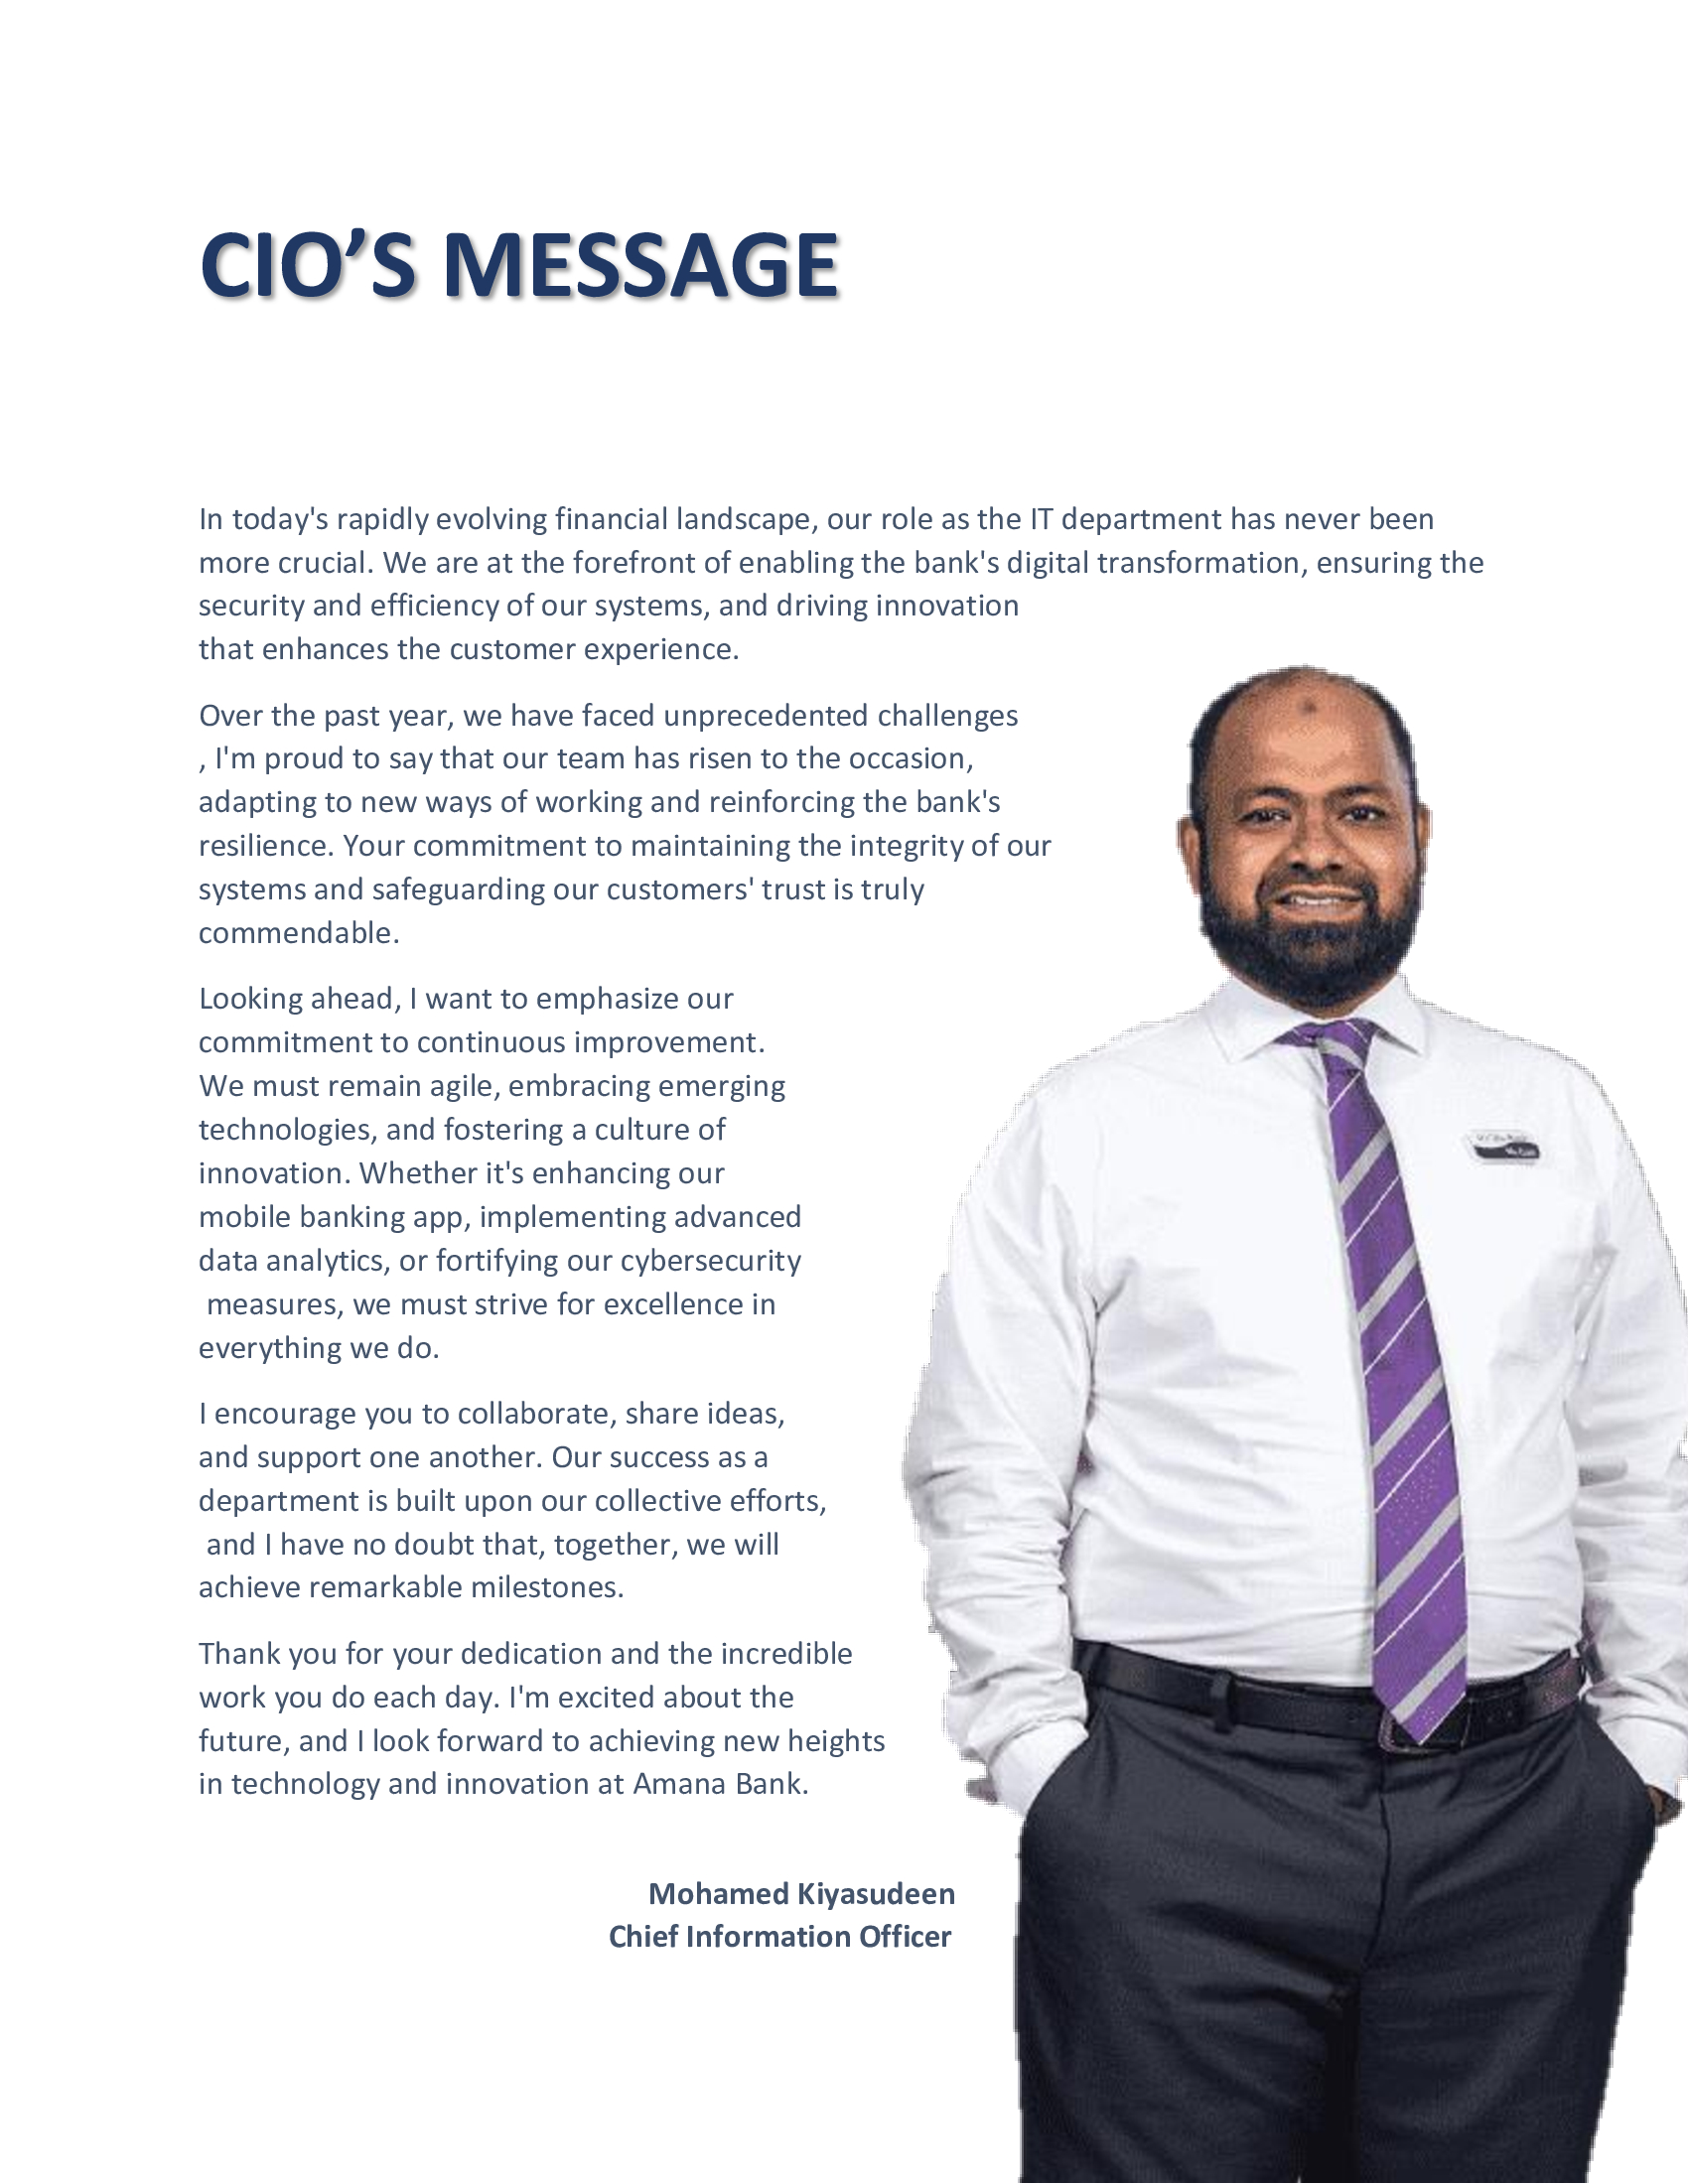 CIO’S MESSAGE
In today's rapidly evolving financial landscape, our role as the IT department has never been
more crucial. We are at the forefront of enabling the bank's digital transformation, ensuring the
security and efficiency of our systems, and driving innovation
that enhances the customer experience.
Over the past year, we have faced unprecedented challenges
, I'm proud to say that our team has risen to the occasion,
adapting to new ways of working and reinforcing the bank's
resilience. Your commitment to maintaining the integrity of our
systems and safeguarding our customers' trust is truly
commendable.
Looking ahead, I want to emphasize our
commitment to continuous improvement.
We must remain agile, embracing emerging
technologies, and fostering a culture of
innovation. Whether it's enhancing our
mobile banking app, implementing advanced
data analytics, or fortifying our cybersecurity
measures, we must strive for excellence in
everything we do.
I encourage you to collaborate, share ideas,
and support one another. Our success as a
department is built upon our collective efforts,
and I have no doubt that, together, we will
achieve remarkable milestones.
Thank you for your dedication and the incredible
work you do each day. I'm excited about the
future, and I look forward to achieving new heights
in technology and innovation at Amana Bank.
Mohamed Kiyasudeen
Chief Information Officer